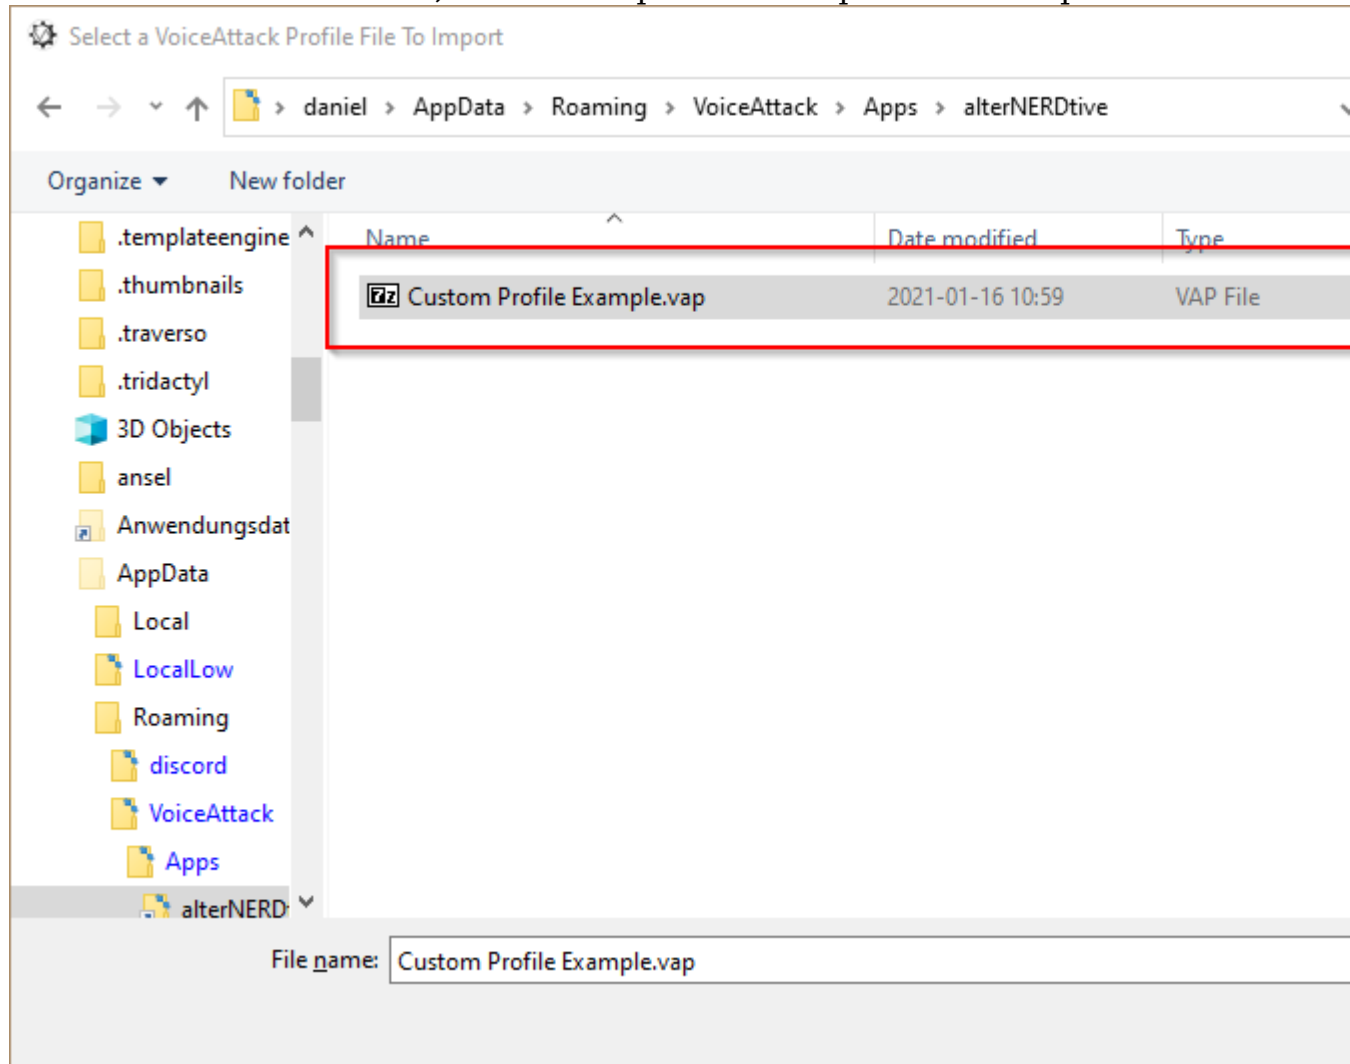 Select a VoiceAttack Profile File To Import
daniel > AppData > Roaming > VoiceAttack > Apps > alterNERDtive
Organize New folder
Name Date modified Type
Custom Profile Example.vap 2021-01-16 10:59 VAP File
.templateengine
.thumbnails
.traverso
.tridactyl
3D Objects
ansel
Anwendungsdat
AppData
Local
LocalLow
Roaming
discord
VoiceAttack
Apps
alterNERD
File name: Custom Profile Example.vap